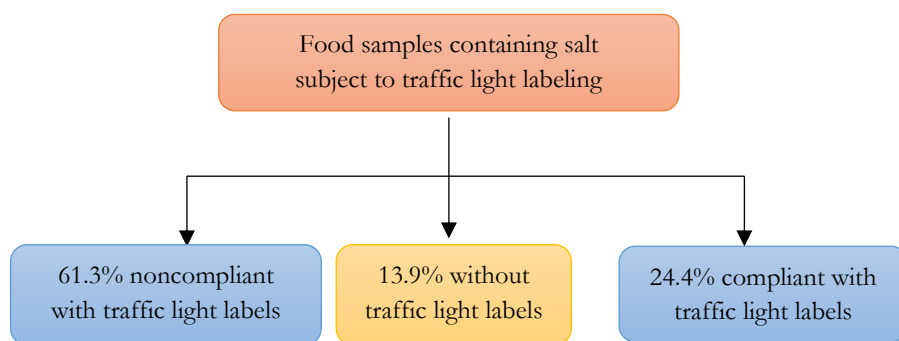 Food samples containing salt
subject to traffic light labeling
61.3% noncompliant
with traffic light labels
13.9% without
traffic light labels
24.4% compliant with
traffic light labels